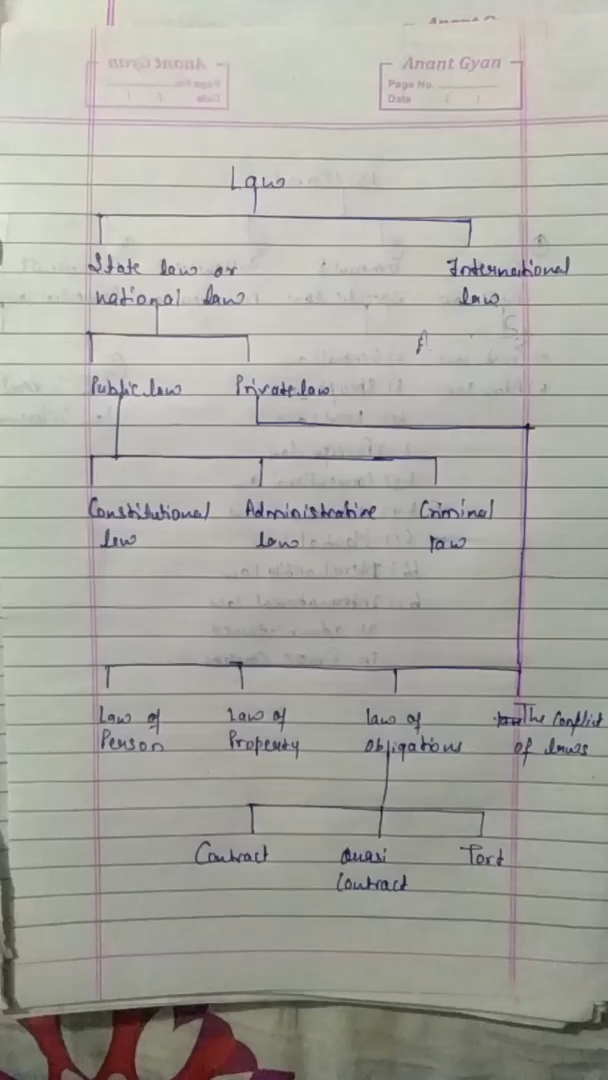 Anant Gyan
Page No.
Date
Law
State law or
national law
International
law
Public law
Private law
Constitutional
law
Administrative
law
Criminal
law
Law of
Person
Law of
Property
law of
Obligations
The Conflict
of laws
Contract
Quasi
Contract
Tort